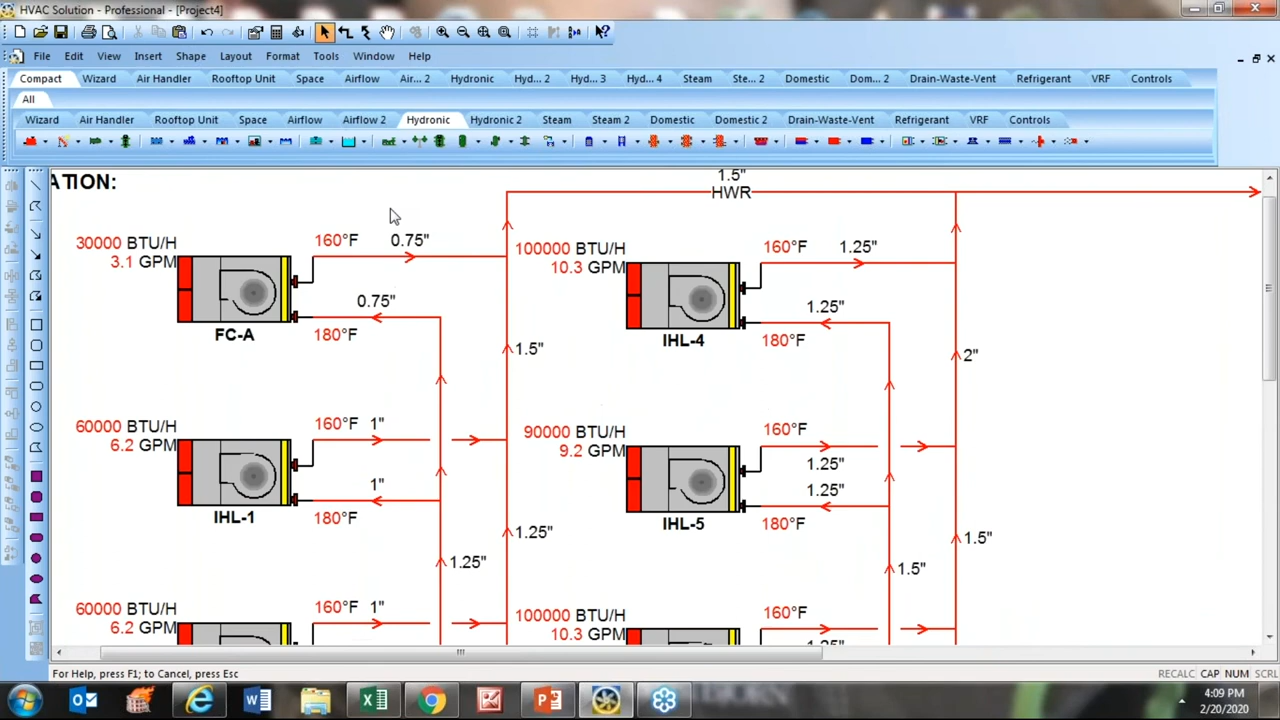 HVAC Solution - Professional - [Project4]
File Edit View Insert Shape Layout Format Tools Window Help
Compact Wizard Air Handler Rooftop Unit Space Airflow Air... 2 Hydronic Hyd... 2 Hyd... 3 Hyd... 4 Steam Ste... 2 Domestic Dom... 2 Drain-Waste-Vent Refrigerant VRF Controls
All
Wizard Air Handler Rooftop Unit Space Airflow Airflow 2 Hydronic Hydronic 2 Steam Steam 2 Domestic Domestic 2 Drain-Waste-Vent Refrigerant VRF Controls
ATION:
1.5"
HWR
30000 BTU/H
3.1 GPM
160°F 0.75"
0.75"
180°F
FC-A
100000 BTU/H
10.3 GPM
160°F 1.25"
1.25"
180°F
IHL-4
1.5"
2"
60000 BTU/H
6.2 GPM
160°F 1"
1"
180°F
IHL-1
90000 BTU/H
9.2 GPM
160°F
1.25"
1.25"
180°F
IHL-5
1.25"
1.25"
1.5"
1.5"
60000 BTU/H
6.2 GPM
160°F 1"
100000 BTU/H
10.3 GPM
160°F
1.25"
For Help, press F1; to Cancel, press Esc
RECALC CAP NUM SCRL
4:09 PM
2/20/2020